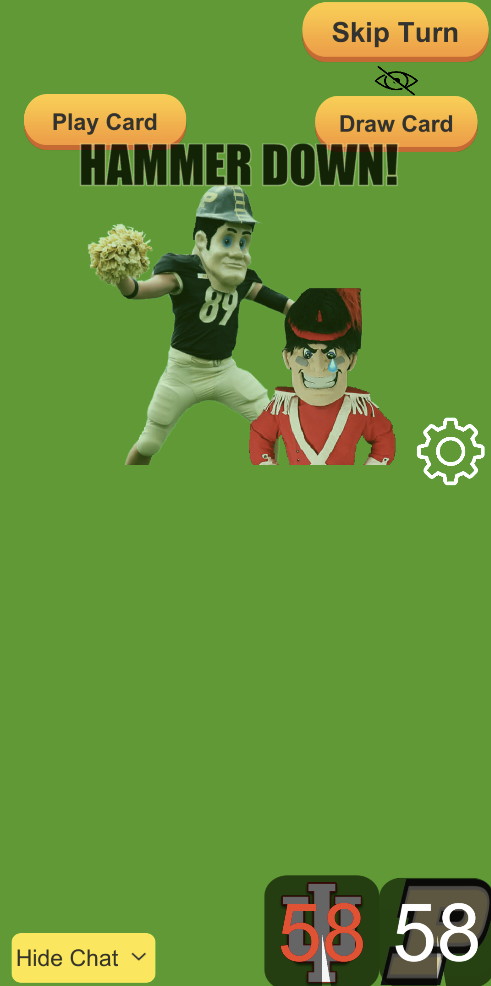 Skip Turn
Play Card
Draw Card
HAMMER DOWN!
89
Hide Chat
58
58